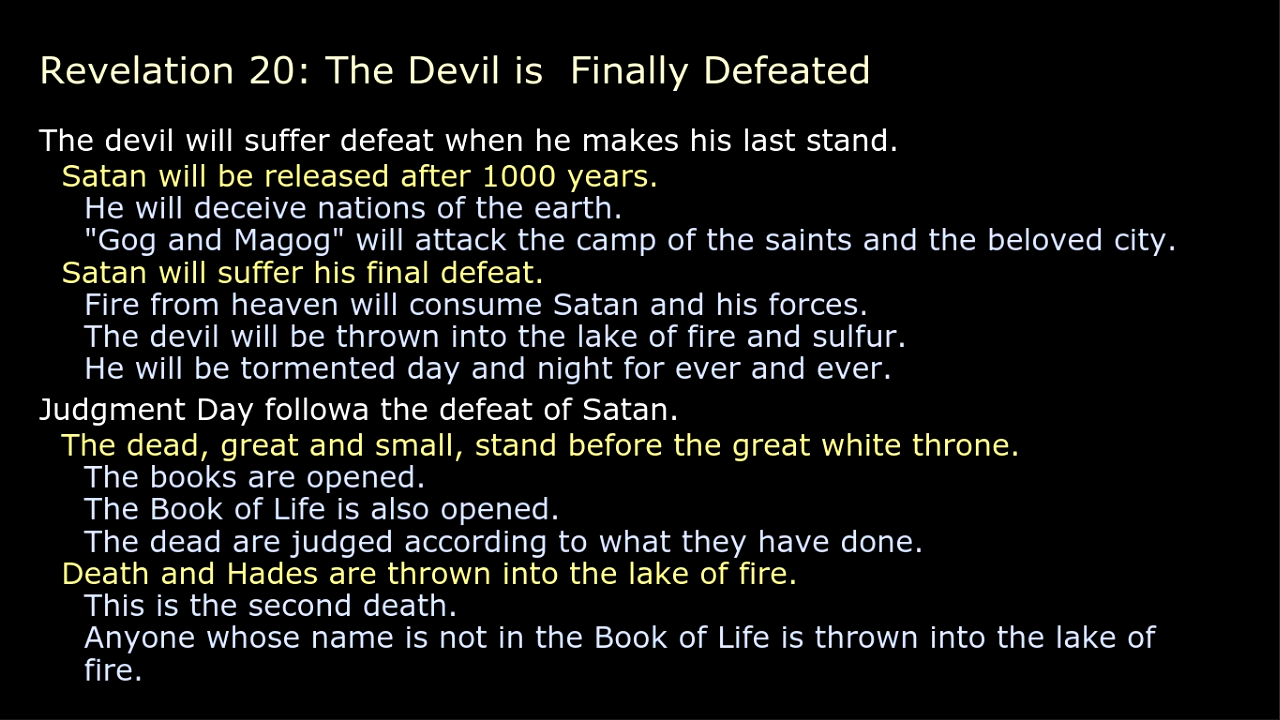 Revelation 20: The Devil is  Finally Defeated
The devil will suffer defeat when he makes his last stand.
Satan will be released after 1000 years.
He will deceive nations of the earth.
"Gog and Magog" will attack the camp of the saints and the beloved city.
Satan will suffer his final defeat.
Fire from heaven will consume Satan and his forces.
The devil will be thrown into the lake of fire and sulfur.
He will be tormented day and night for ever and ever.
Judgment Day followa the defeat of Satan.
The dead, great and small, stand before the great white throne.
The books are opened.
The Book of Life is also opened.
The dead are judged according to what they have done.
Death and Hades are thrown into the lake of fire.
This is the second death.
Anyone whose name is not in the Book of Life is thrown into the lake of
fire.